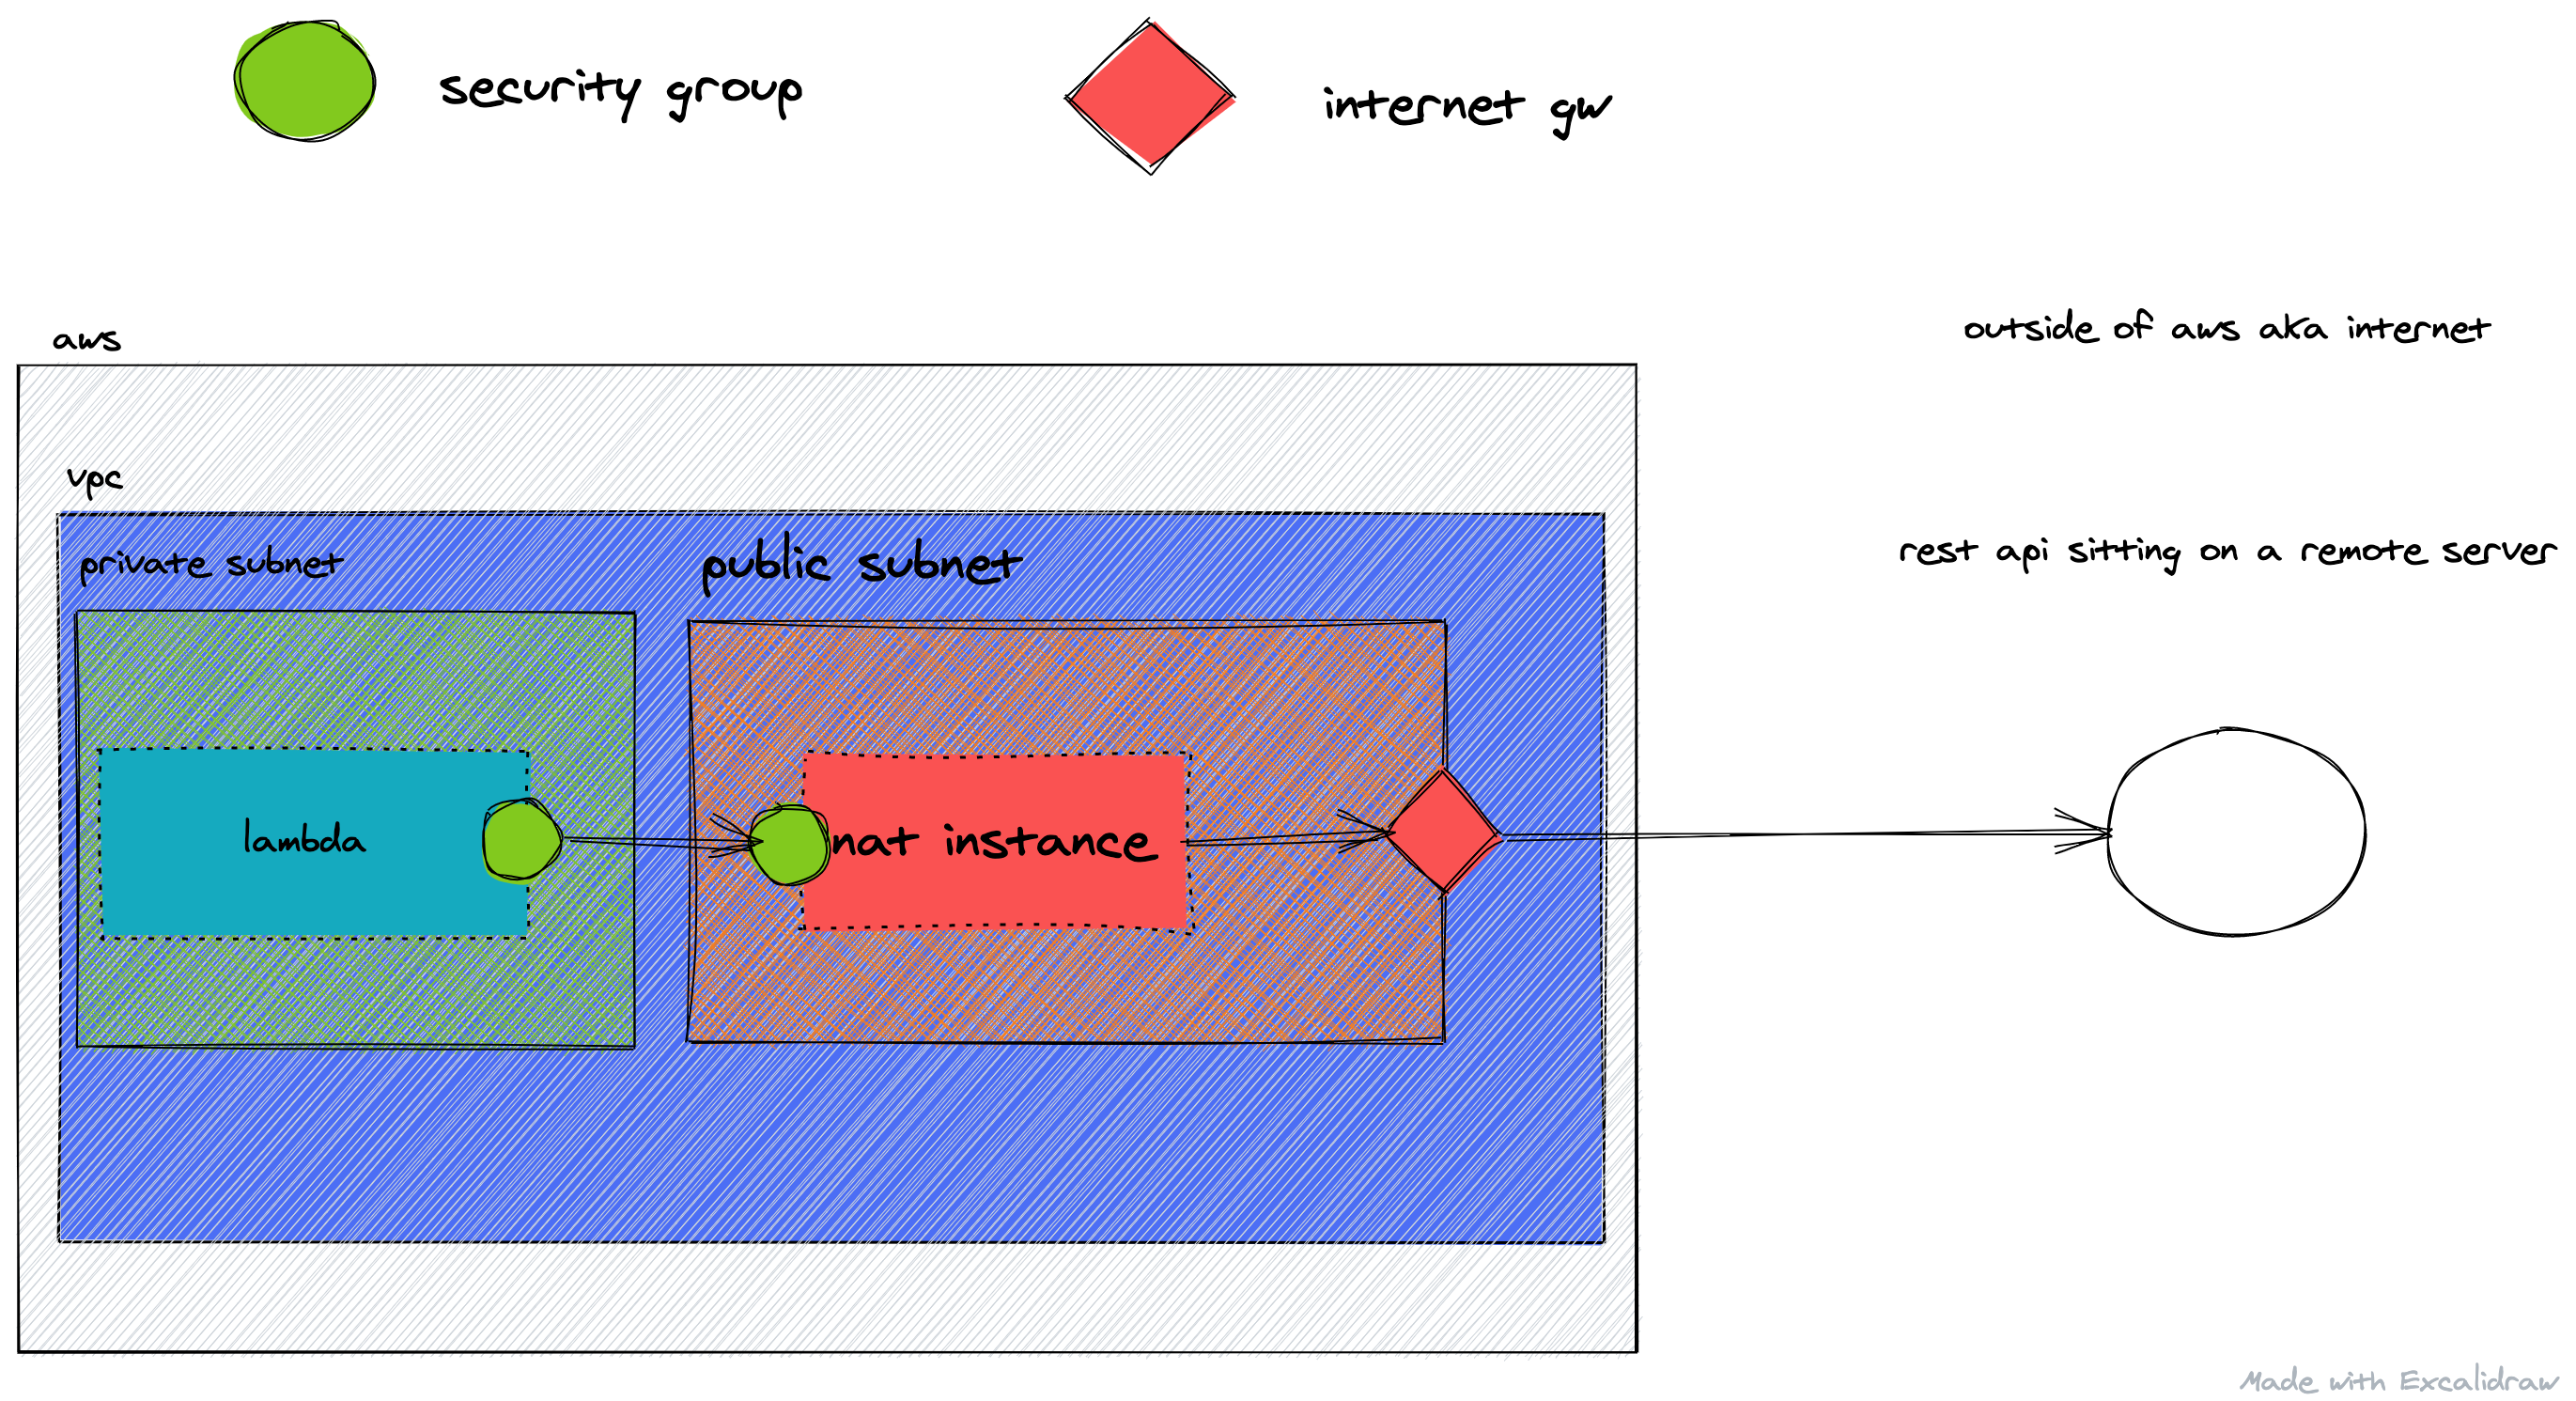 security group
internet gw
aws
outside of aws aka internet
vpc
rest api sitting on a remote server
private subnet
public subnet
lambda
nat instance
Made with Excalidraw